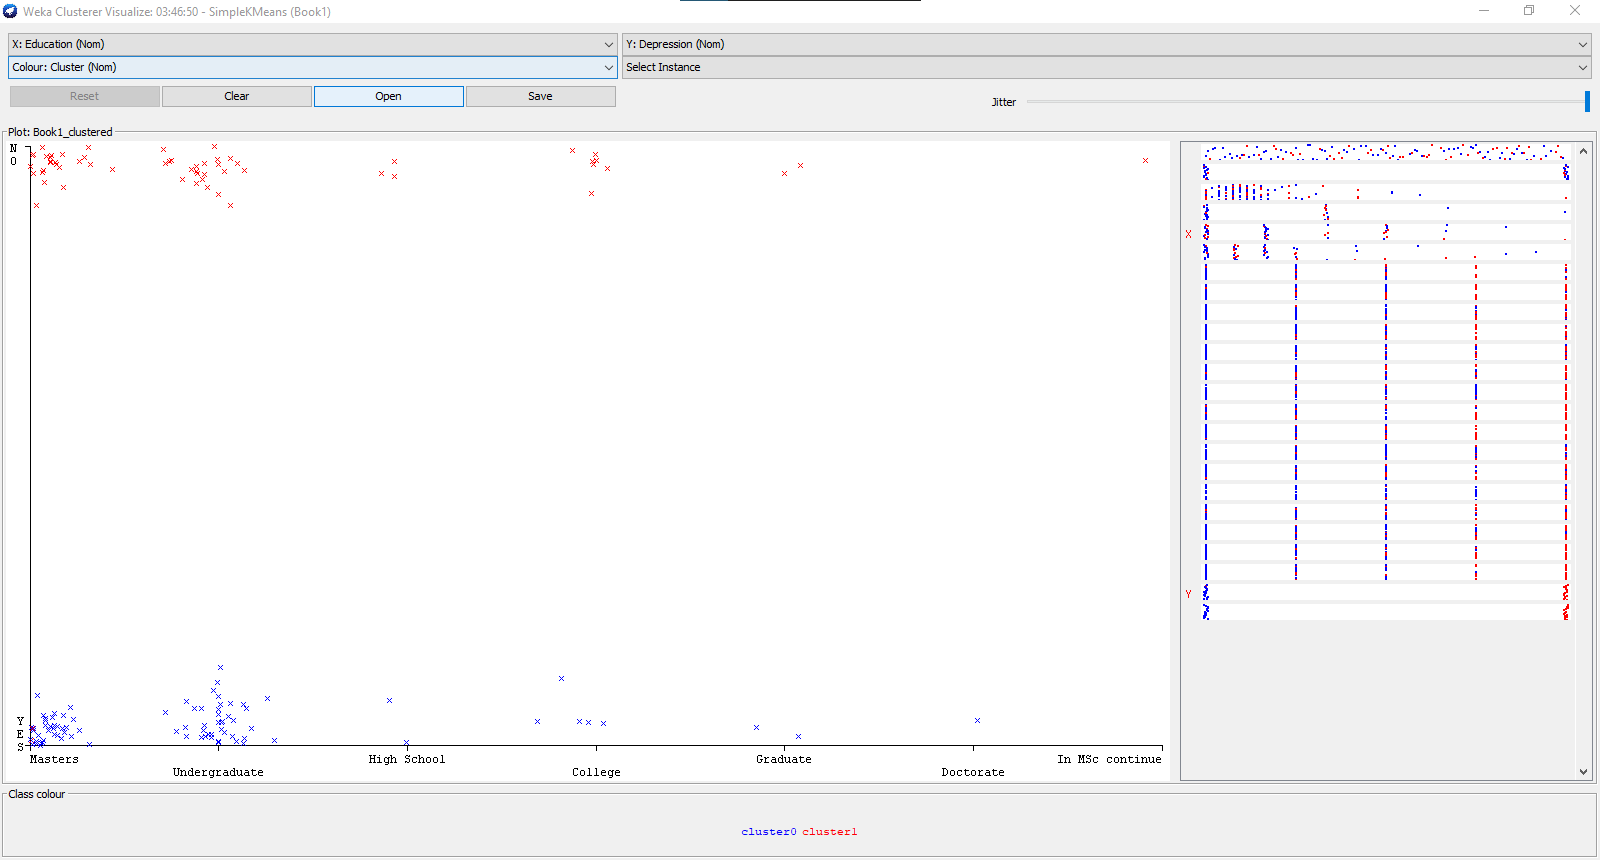 Weka Clusterer Visualize: 03:46:50 - SimpleKMeans (Book1)
X: Education (Nom)
Y: Depression (Nom)
Colour: Cluster (Nom)
Select Instance
Reset
Clear
Open
Save
Jitter
Plot: Book1_clustered
N
O
X
Y
Y
E
S
Masters
Undergraduate
High School
College
Graduate
Doctorate
In MSc continue
Class colour
cluster0 cluster1